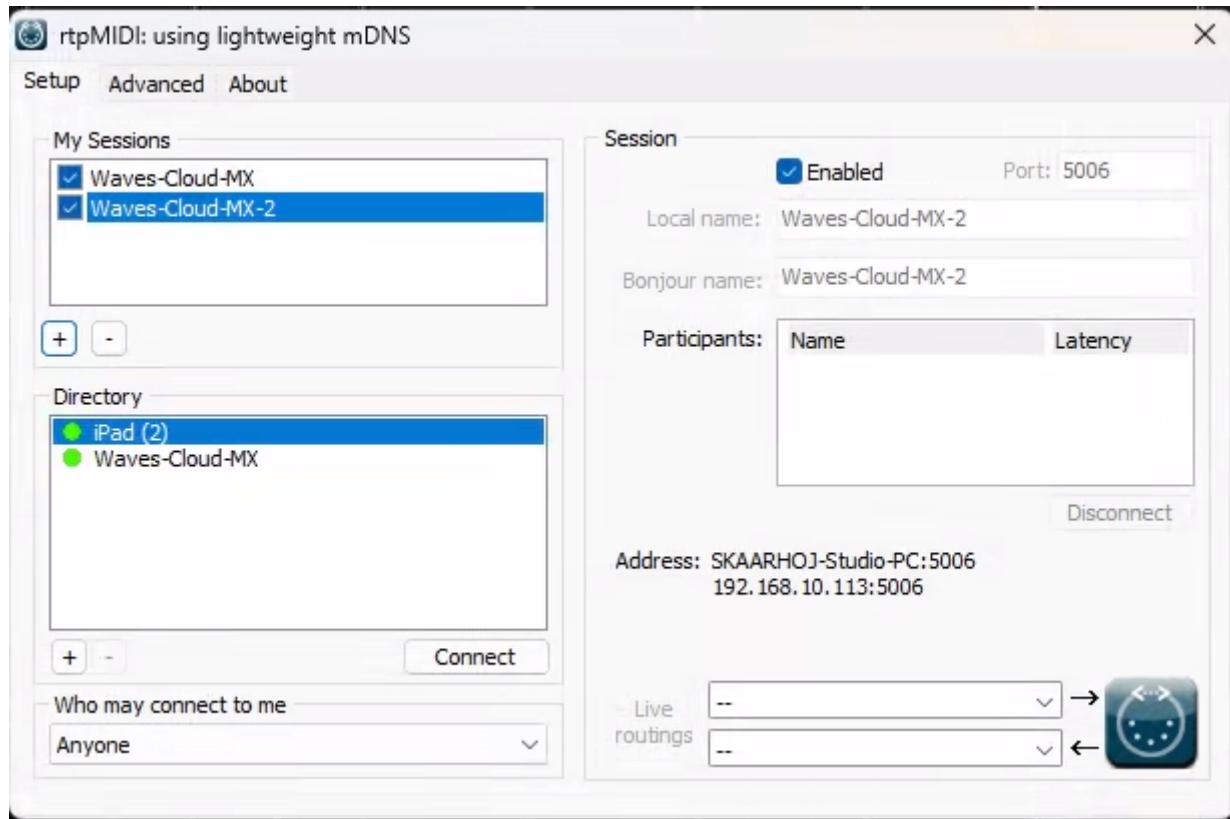 rtpMIDI: using lightweight mDNS
Setup Advanced About
My Sessions
Waves-Cloud-MX
Waves-Cloud-MX-2
+ -
Directory
iPad (2)
Waves-Cloud-MX
+ - Connect
Who may connect to me
Anyone
Session
Enabled Port: 5006
Local name: Waves-Cloud-MX-2
Bonjour name: Waves-Cloud-MX-2
Participants: Name Latency
Disconnect
Address: SKAARHOJ-Studio-PC:5006
192.168.10.113:5006
Live
routings
--
--